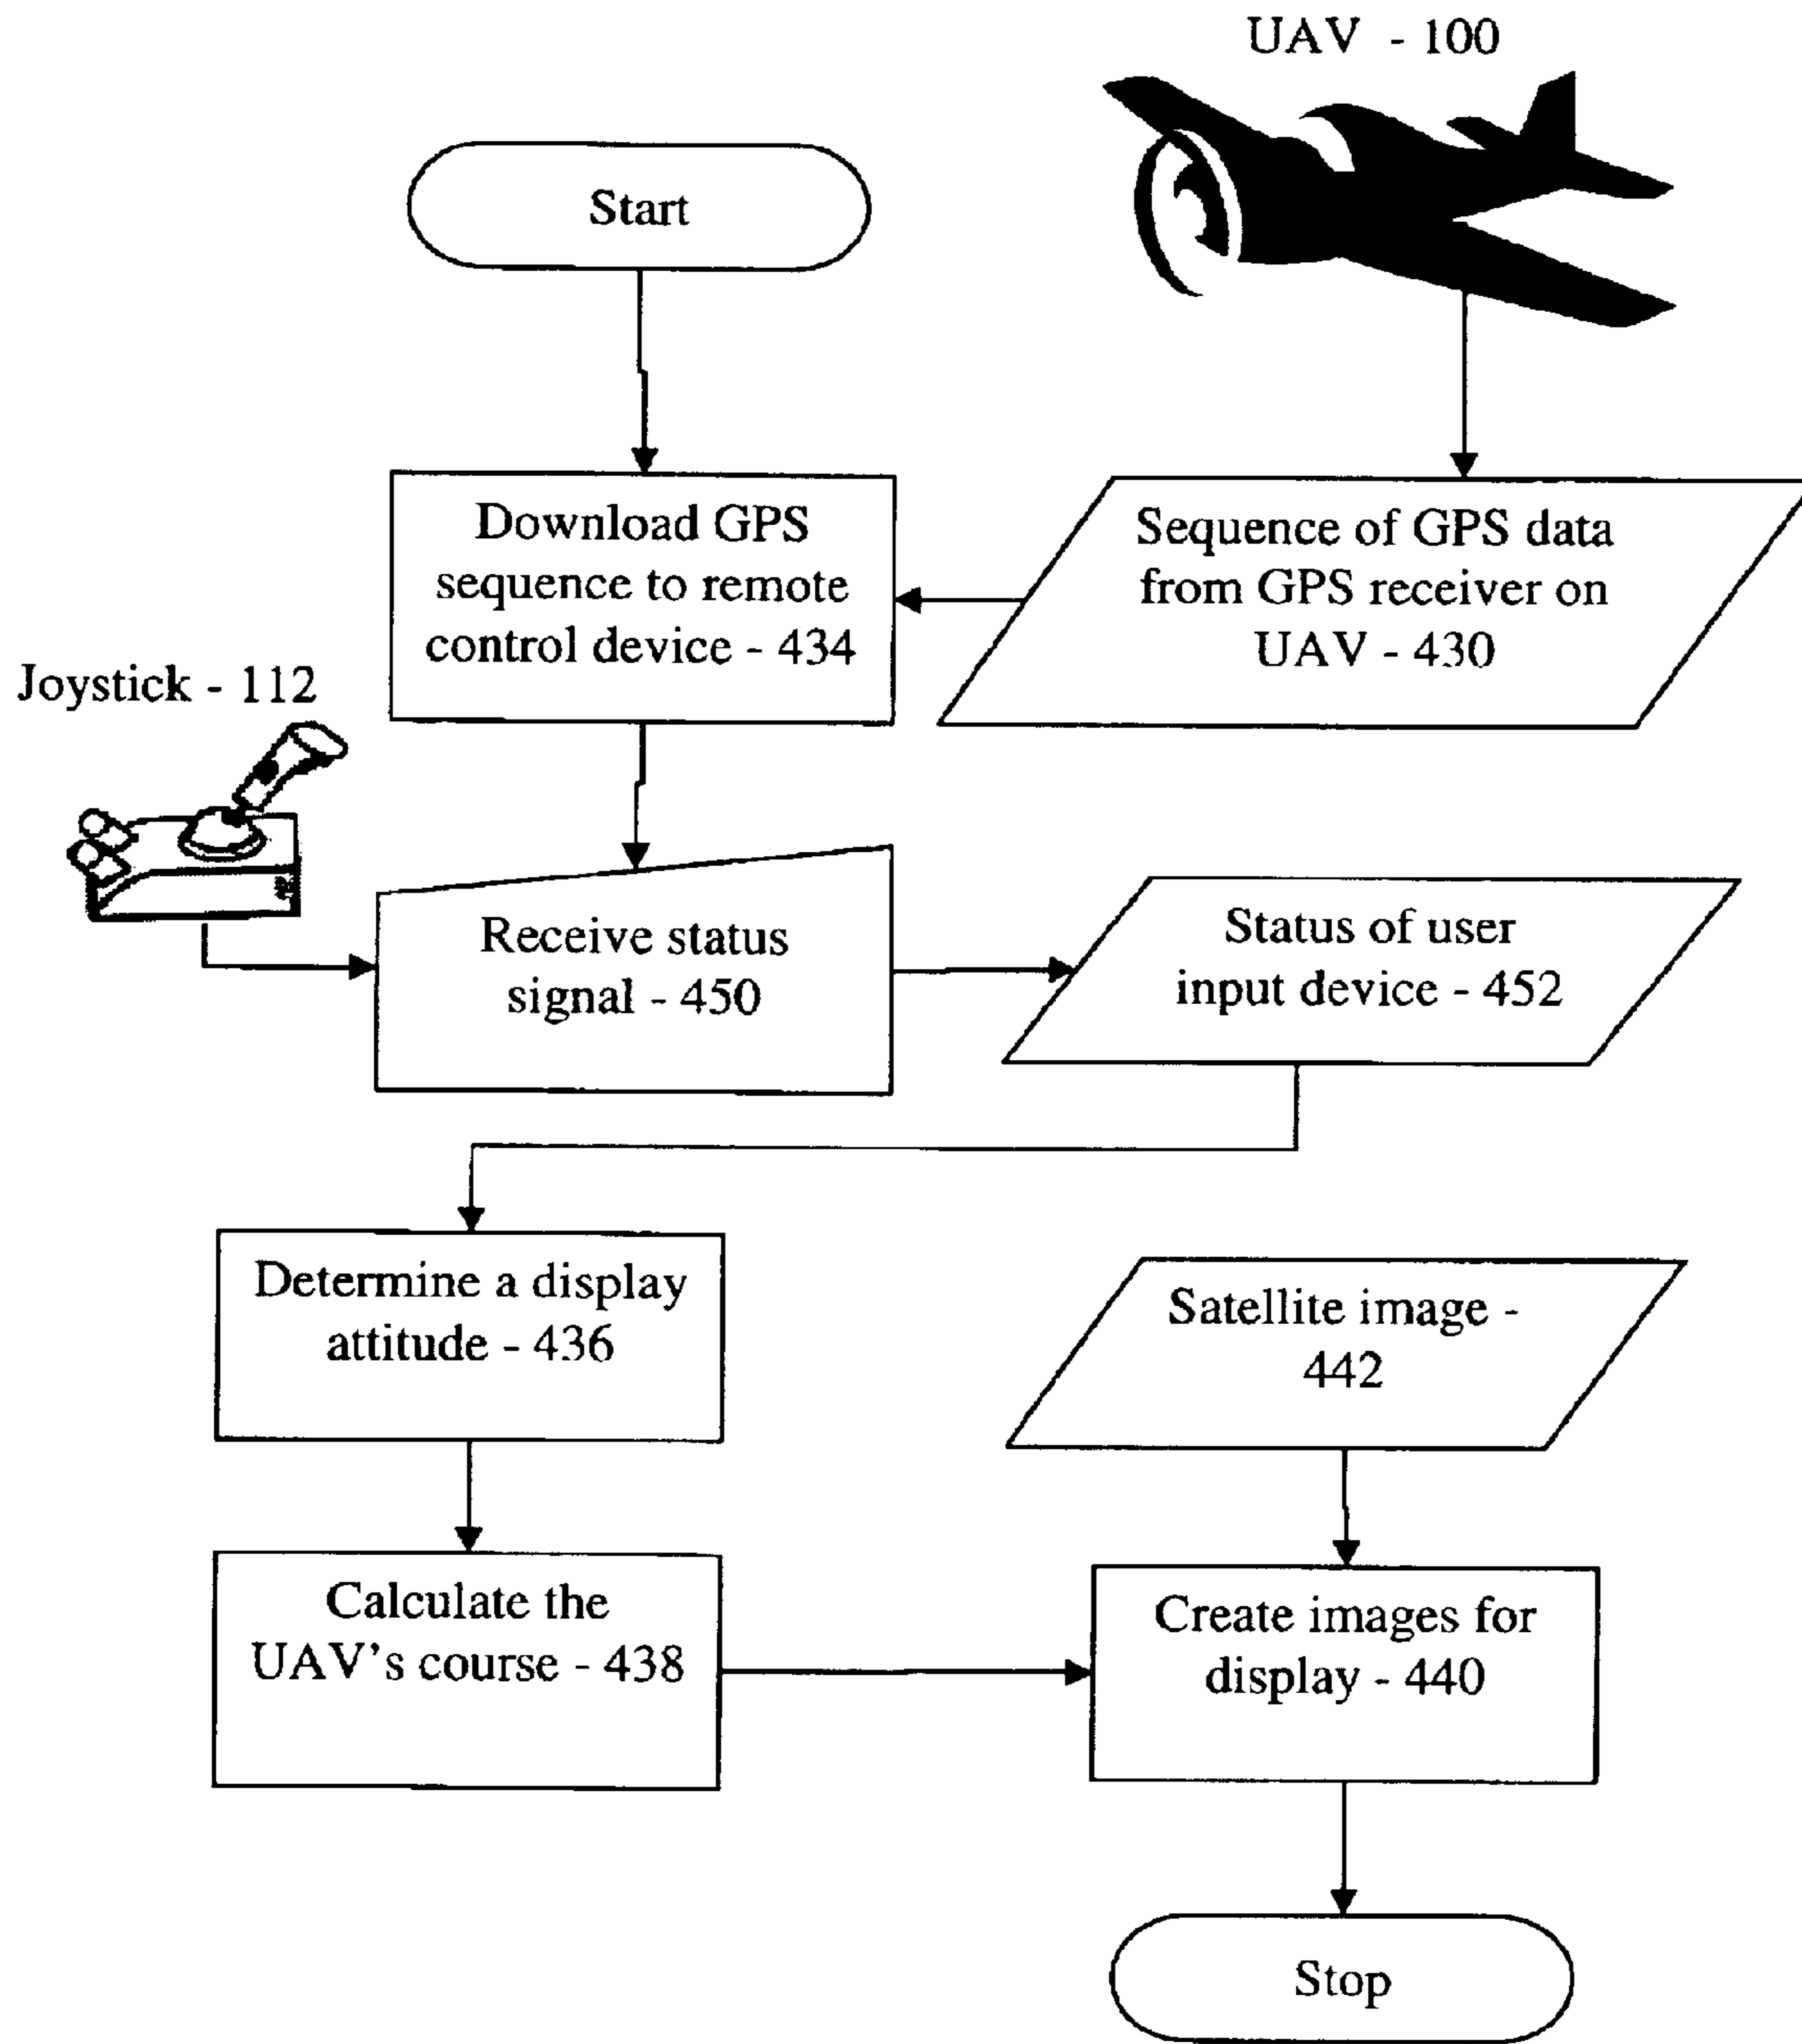 UAV - 100
Start
Download GPS
sequence to remote
control device - 434
Sequence of GPS data
from GPS receiver on
UAV - 430
Joystick - 112
Receive status
signal - 450
Status of user
input device - 452
Determine a display
attitude - 436
Satellite image -
442
Calculate the
UAV's course - 438
Create images for
display - 440
Stop